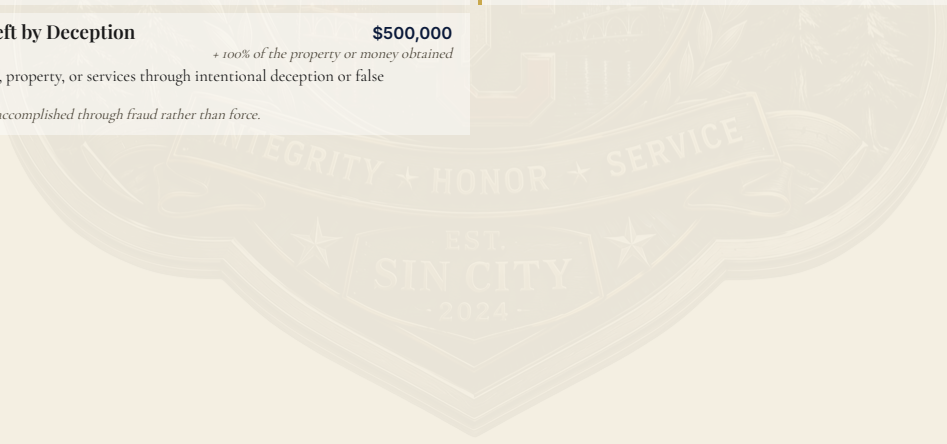 eft by Deception $500,000
+ 100% of the property or money obtained
, property, or services through intentional deception or false
accomplished through fraud rather than force.
INTEGRITY ★ HONOR ★ SERVICE
EST.
SIN CITY
· 2024 ·